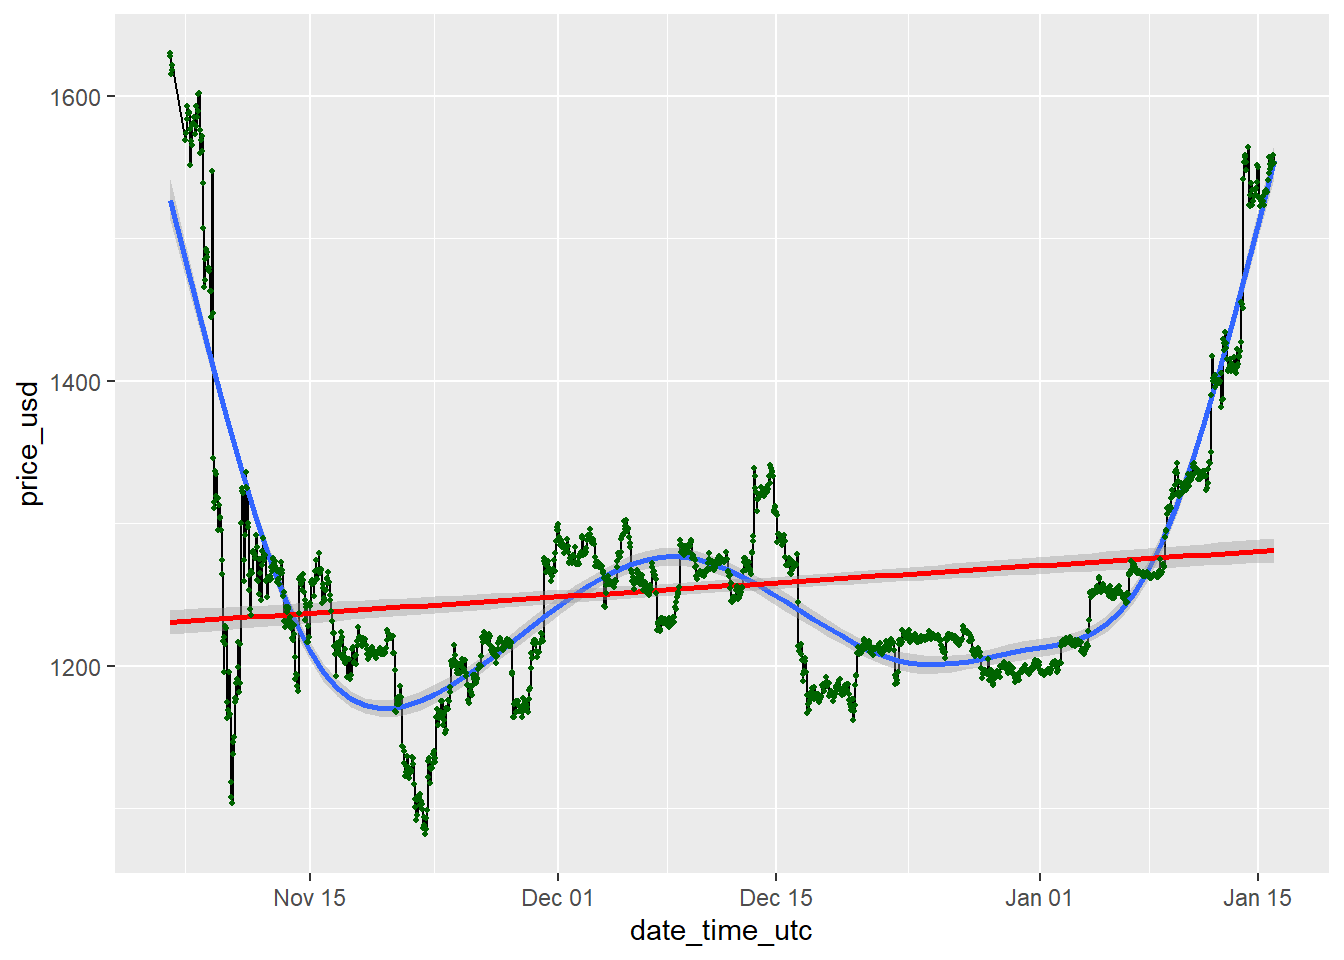 price_usd
1600
1400
1200
Nov 15
Dec 01
Dec 15
Jan 01
Jan 15
date_time_utc